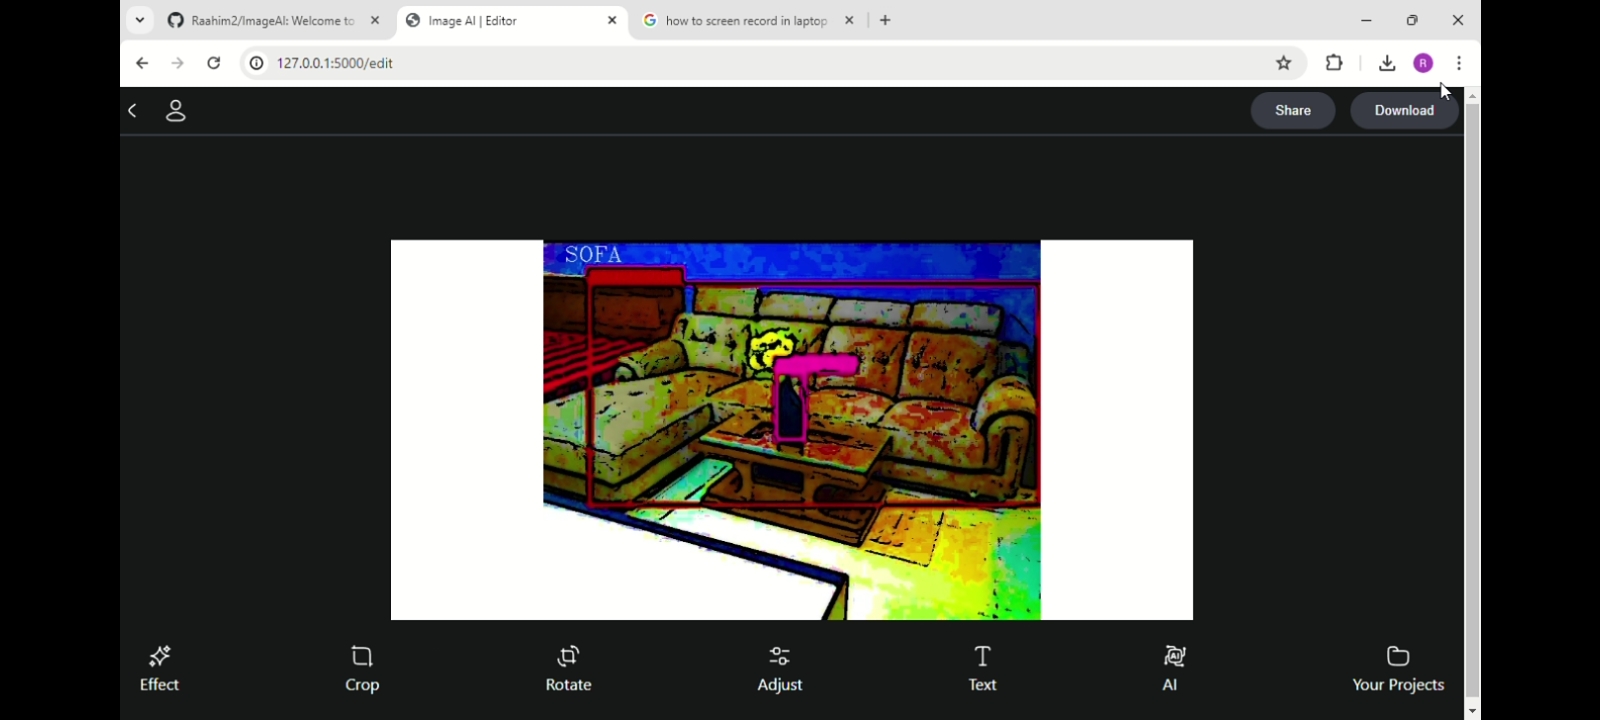 Raahim2/ImageAI: Welcome to
Image AI | Editor
how to screen record in laptop
127.0.0.1:5000/edit
R
Share
Download
SOFA
Effect
Crop
Rotate
Adjust
Text
AI
AI
Your Projects